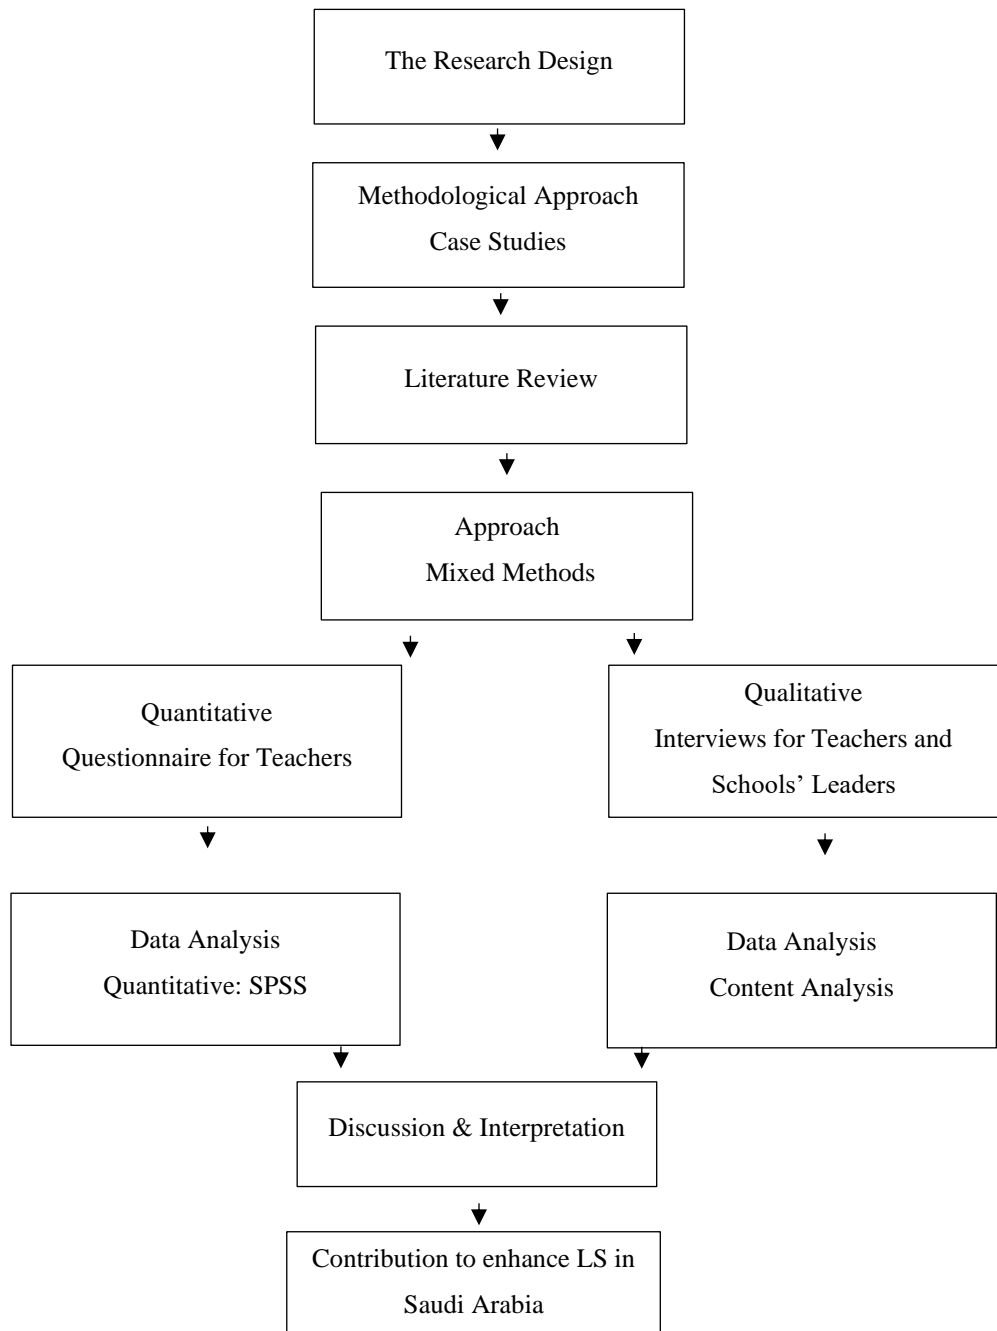 The Research Design
Methodological Approach
Case Studies
Literature Review
Approach
Mixed Methods
Quantitative
Questionnaire for Teachers
Qualitative
Interviews for Teachers and
Schools’ Leaders
Data Analysis
Quantitative: SPSS
Data Analysis
Content Analysis
Discussion & Interpretation
Contribution to enhance LS in
Saudi Arabia